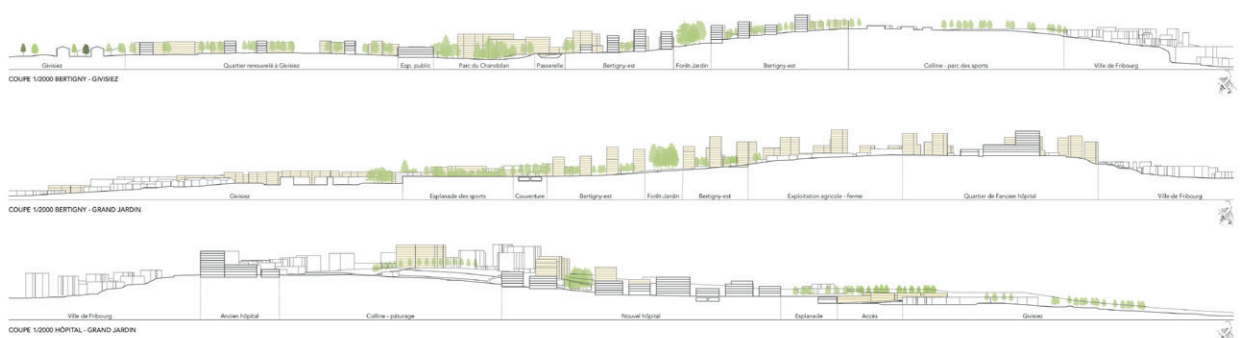 Givisiez Quartier renouvelé à Givisiez Eqp. public Parc du Chandolan Passerelle Bertigny-est Forêt-Jardin Bertigny-est Colline - parc des sports Ville de Fribourg
COUPE 1/2000 BERTIGNY - GIVISIEZ
Givisiez Esplanade des sports Couverture Bertigny-est Forêt-Jardin Bertigny-est Exploitation agricole - ferme Quartier de l'ancien hôpital Ville de Fribourg
COUPE 1/2000 BERTIGNY - GRAND JARDIN
Ville de Fribourg Ancien hôpital Colline - pâturage Nouvel hôpital Esplanade Accès Givisiez
COUPE 1/2000 HÔPITAL - GRAND JARDIN